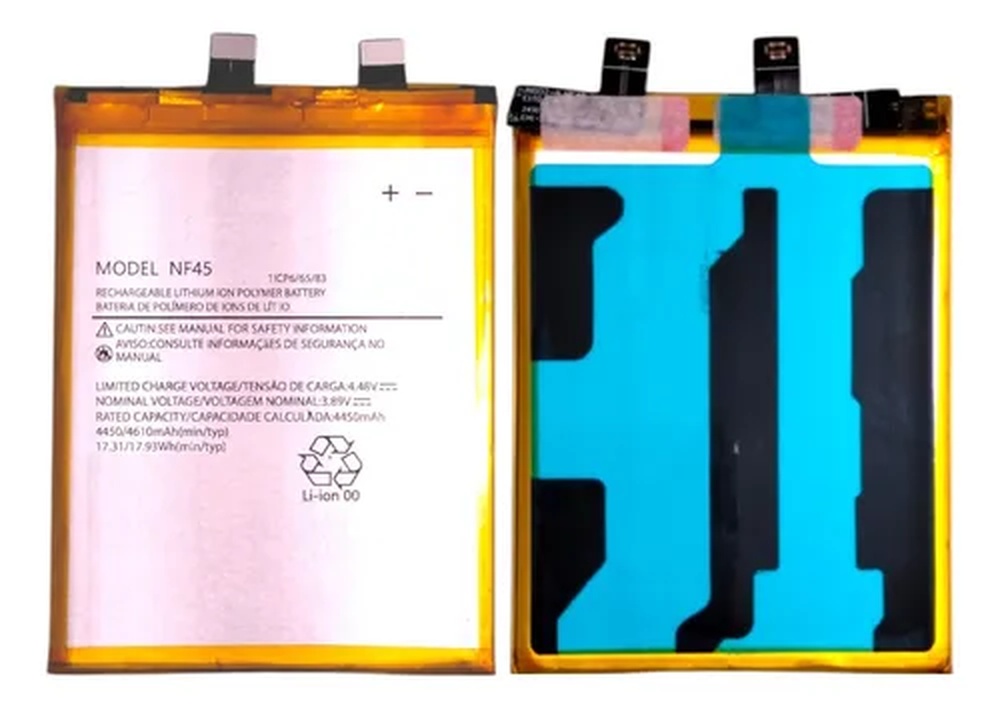 + −
MODEL NF45
1ICP6/65/83
RECHARGEABLE LITHIUM ION POLYMER BATTERY
BATERIA DE POLÍMERO DE IONS DE LÍTIO
CAUTIN:SEE MANUAL FOR SAFETY INFORMATION
AVISO:CONSULTE INFORMAÇÕES DE SEGURANÇA NO
MANUAL
LIMITED CHARGE VOLTAGE/TENSÃO DE CARGA:4.48V
NOMINAL VOLTAGE/VOLTAGEM NOMINAL:3.89V
RATED CAPACITY/CAPACIDADE CALCULADA:4450mAh
4450/4610mAh(min/typ)
17.31/17.93Wh(min/typ)
Li-ion 00